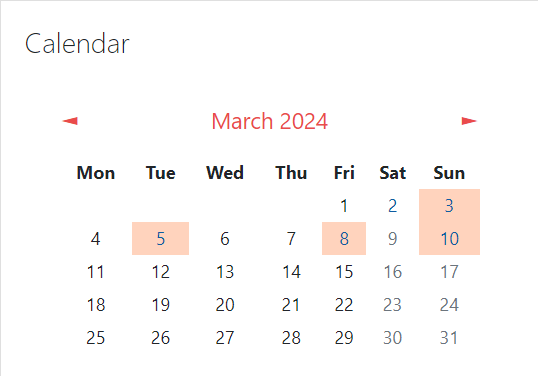 Calendar
◄ March 2024 ►
Mon Tue Wed Thu Fri Sat Sun
1 2 3
4 5 6 7 8 9 10
11 12 13 14 15 16 17
18 19 20 21 22 23 24
25 26 27 28 29 30 31